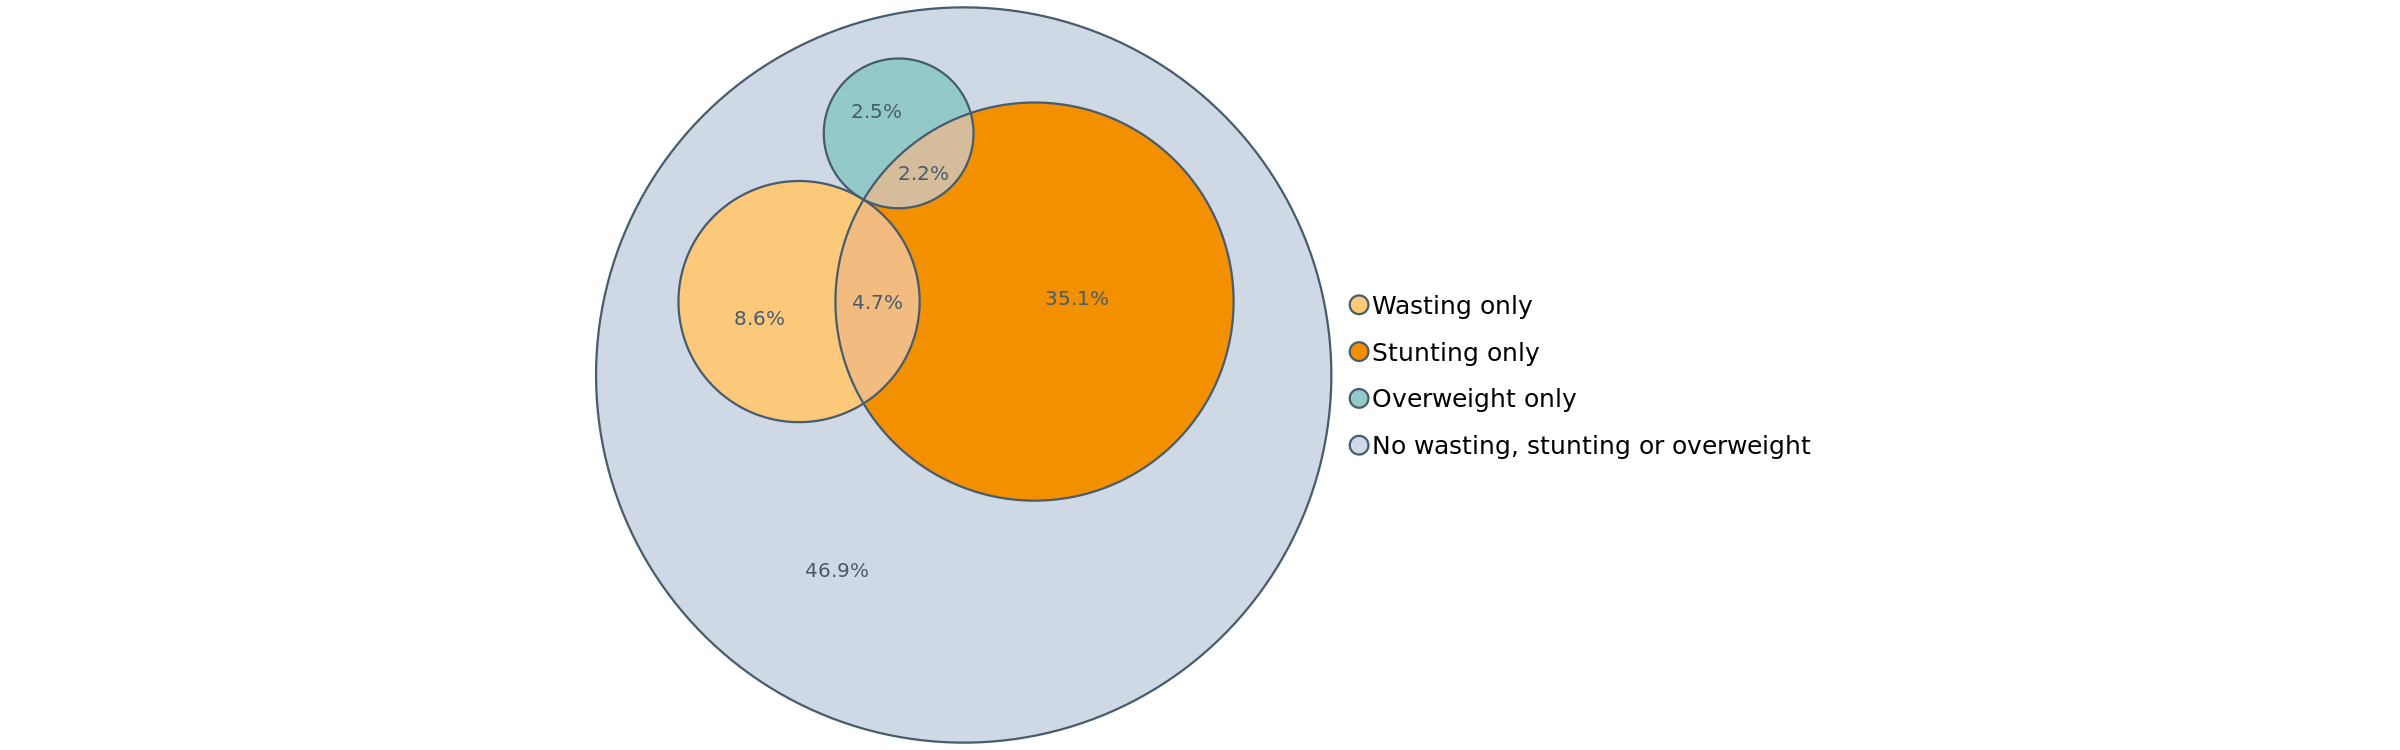 2.5%
2.2%
35.1%
4.7%
8.6%
46.9%
Wasting only
Stunting only
Overweight only
No wasting, stunting or overweight